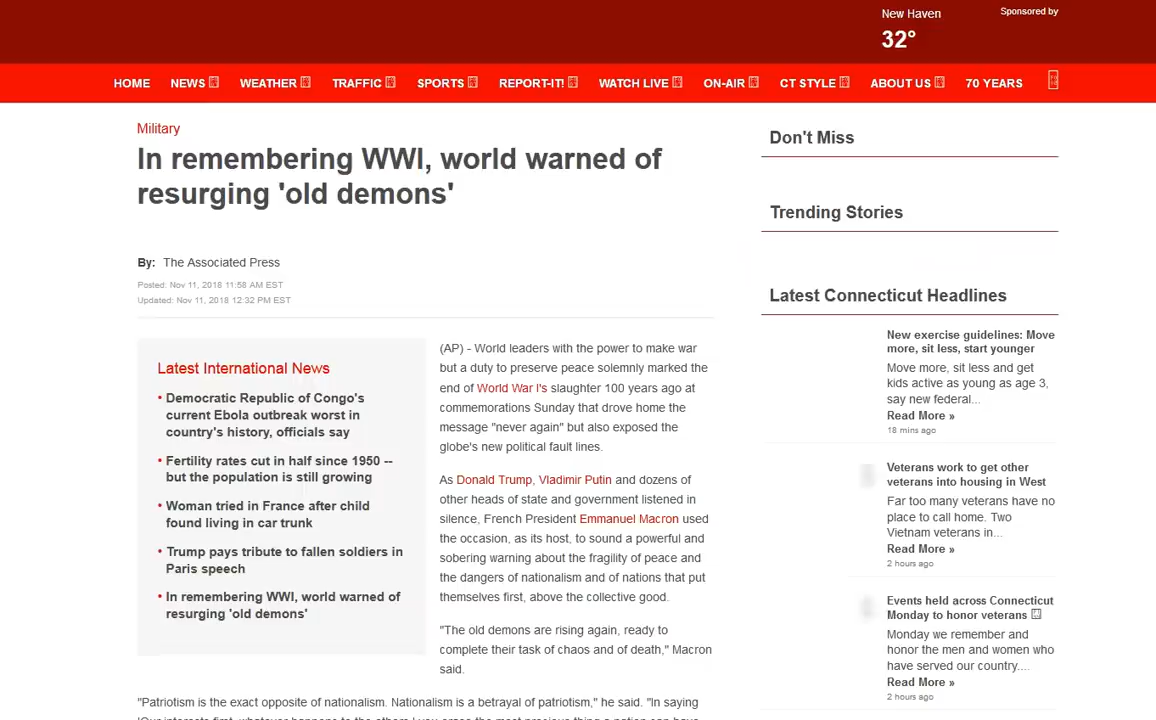 New Haven
Sponsored by
32°
HOME NEWS WEATHER TRAFFIC SPORTS REPORT-IT! WATCH LIVE ON-AIR CT STYLE ABOUT US 70 YEARS
Military
In remembering WWI, world warned of
resurging 'old demons'
By: The Associated Press
Posted: Nov 11, 2018 11:58 AM EST
Updated: Nov 11, 2018 12:32 PM EST
Latest International News
• Democratic Republic of Congo's
current Ebola outbreak worst in
country's history, officials say
• Fertility rates cut in half since 1950 --
but the population is still growing
• Woman tried in France after child
found living in car trunk
• Trump pays tribute to fallen soldiers in
Paris speech
• In remembering WWI, world warned of
resurging 'old demons'
(AP) - World leaders with the power to make war
but a duty to preserve peace solemnly marked the
end of World War I's slaughter 100 years ago at
commemorations Sunday that drove home the
message "never again" but also exposed the
globe's new political fault lines.
As Donald Trump, Vladimir Putin and dozens of
other heads of state and government listened in
silence, French President Emmanuel Macron used
the occasion, as its host, to sound a powerful and
sobering warning about the fragility of peace and
the dangers of nationalism and of nations that put
themselves first, above the collective good.
"The old demons are rising again, ready to
complete their task of chaos and of death," Macron
said.
"Patriotism is the exact opposite of nationalism. Nationalism is a betrayal of patriotism," he said. "In saying
Don't Miss
Trending Stories
Latest Connecticut Headlines
New exercise guidelines: Move
more, sit less, start younger
Move more, sit less and get
kids active as young as age 3,
say new federal...
Read More »
18 mins ago
Veterans work to get other
veterans into housing in West
Far too many veterans have no
place to call home. Two
Vietnam veterans in...
Read More »
2 hours ago
Events held across Connecticut
Monday to honor veterans
Monday we remember and
honor the men and women who
have served our country....
Read More »
2 hours ago